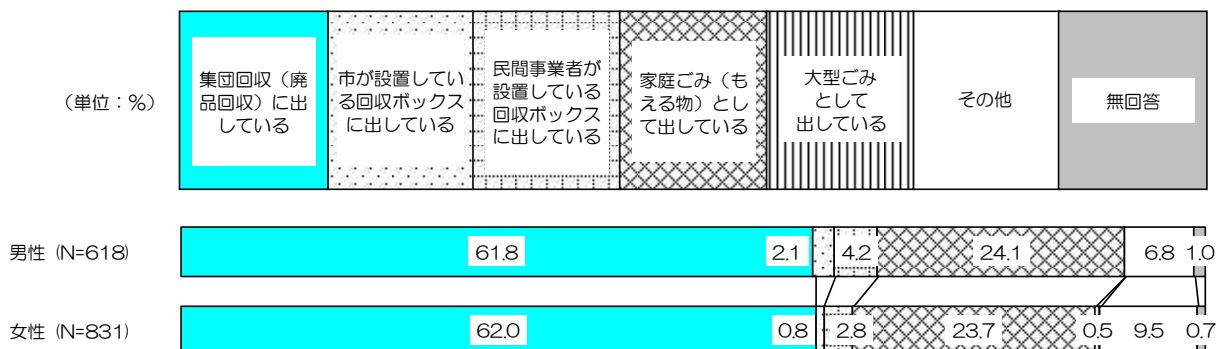 （単位：%）
集団回収（廃
品回収）に出
している
市が設置してい
る回収ボックス
に出している
民間事業者が
設置している
回収ボックス
に出している
家庭ごみ（も
える物）とし
て出している
大型ごみ
として
出している
その他
無回答
男性 (N=618)
61.8
2.1
4.2
24.1
6.8
1.0
女性 (N=831)
62.0
0.8
2.8
23.7
0.5
9.5
0.7